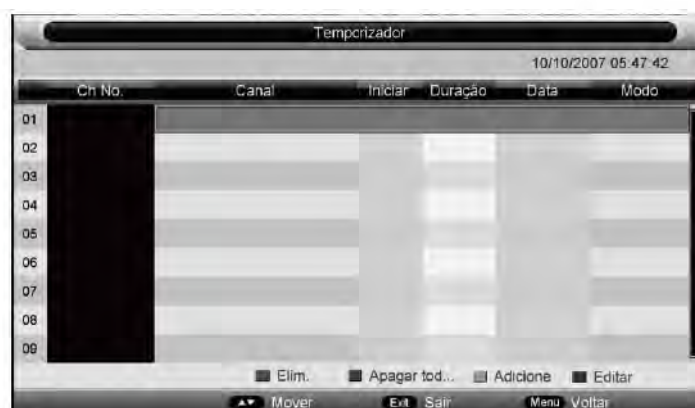 Temporizador
10/10/2007 05:47:42
Ch No. Canal Iniciar Duração Data Modo
01
02
03
04
05
06
07
08
09
Elim. Apagar tod... Adicione Editar
▲▼ Mover Exit Sair Menu Voltar